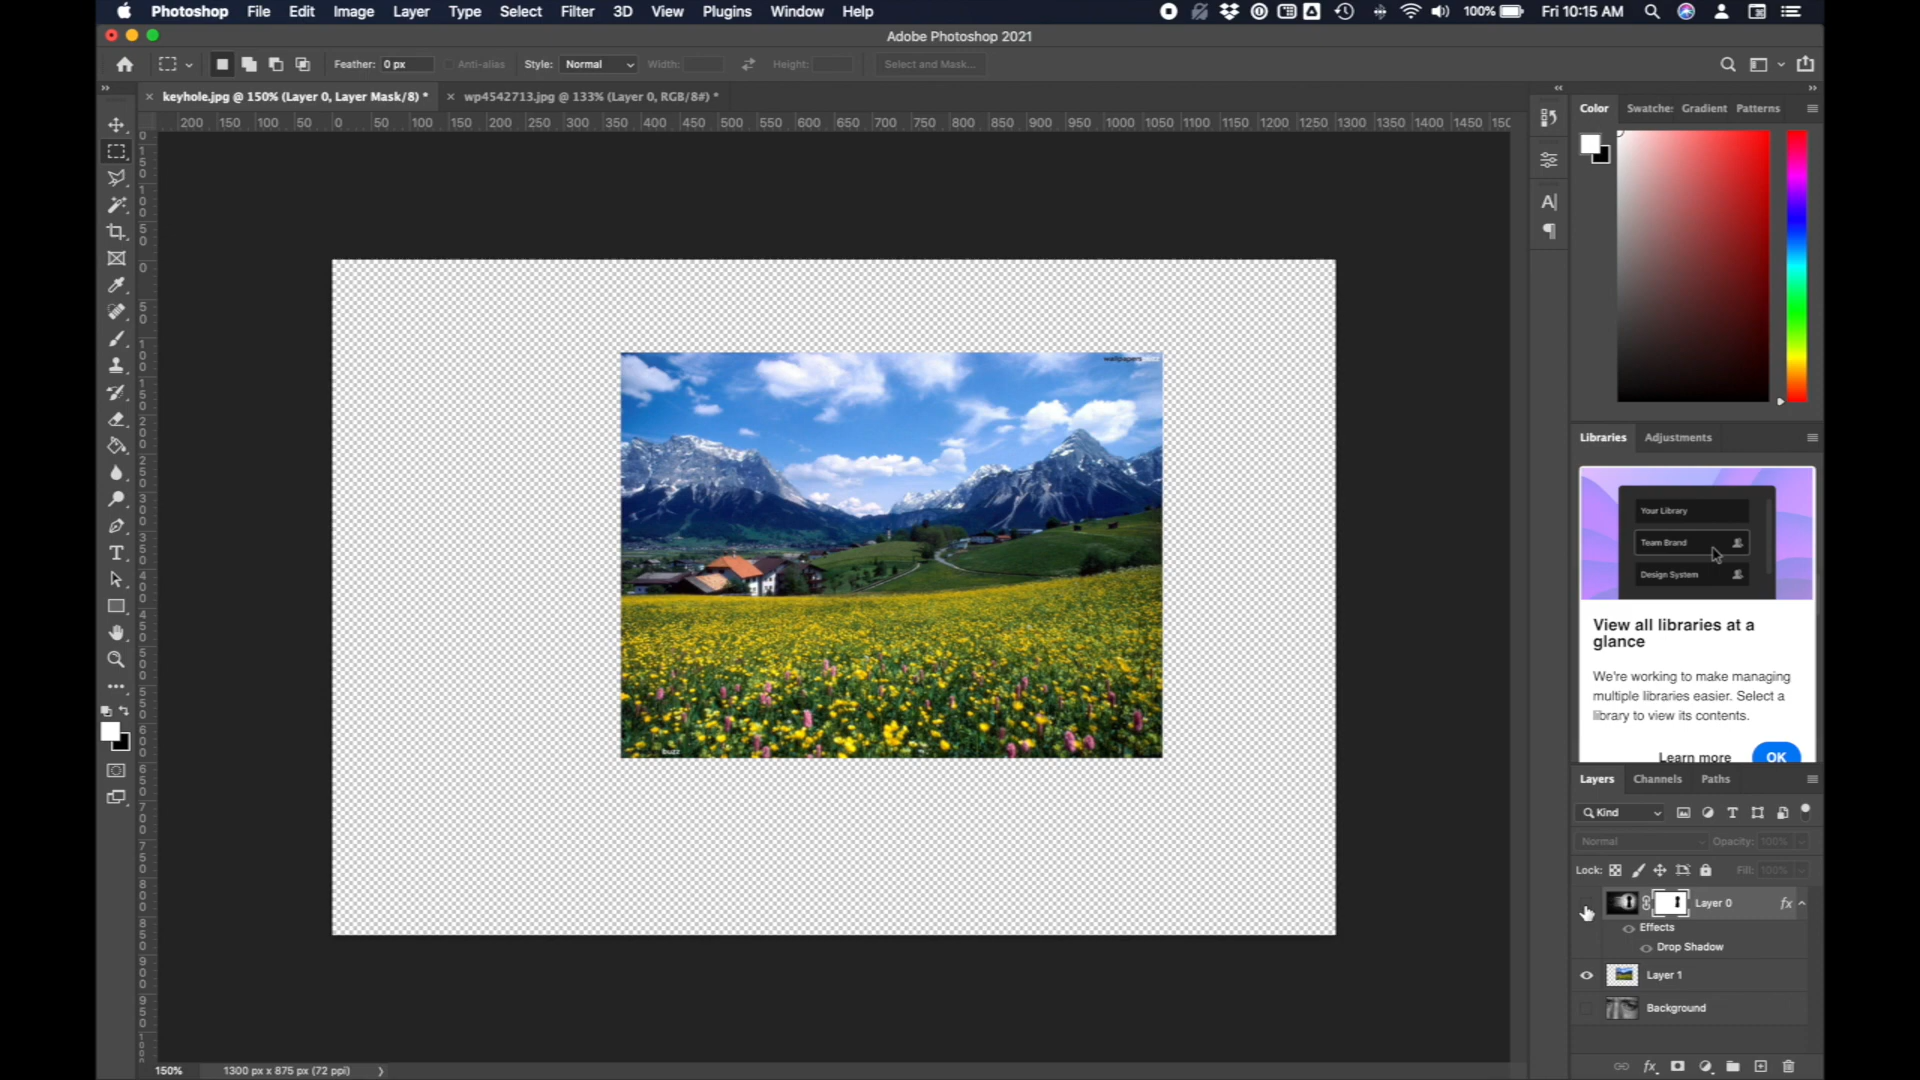 Photoshop File Edit Image Layer Type Select Filter 3D View Plugins Window Help 100% Fri 10:15 AM
Adobe Photoshop 2021
Feather: 0 px Anti-alias Style: Normal Width: Height: Select and Mask...
keyhole.jpg @ 150% (Layer 0, Layer Mask/8) * wp4542713.jpg @ 133% (Layer 0, RGB/8#) *
200 150 100 50 0 50 100 150 200 250 300 350 400 450 500 550 600 650 700 750 800 850 900 950 1000 1050 1100 1150 1200 1250 1300 1350 1400 1450 150
Color Swatche: Gradient Patterns
wallpapers
buzz
Libraries Adjustments
Your Library
Team Brand
Design System
View all libraries at a
glance
We're working to make managing
multiple libraries easier. Select a
library to view its contents.
Learn more OK
Layers Channels Paths
Kind
Normal Opacity: 100%
Lock: Fill: 100%
Layer 0 fx
Effects
Drop Shadow
Layer 1
Background
fx
150% 1300 px x 875 px (72 ppi)